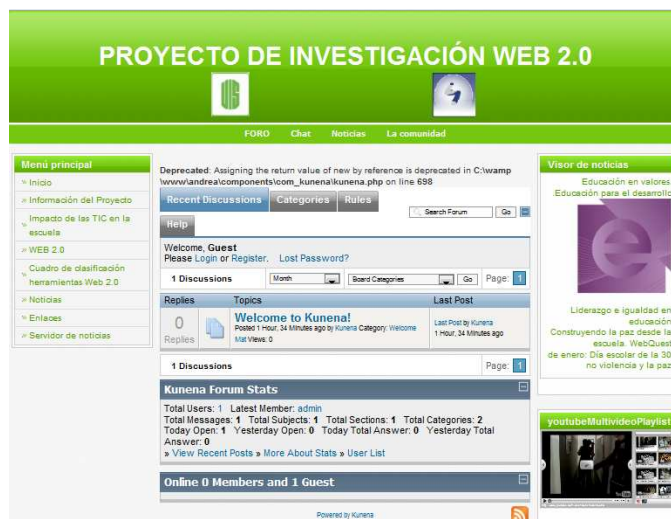 PROYECTO DE INVESTIGACIÓN WEB 2.0
FORO Chat Noticias La comunidad
Menú principal
» Inicio
» Información del Proyecto
» Impacto de las TIC en la
escuela
» WEB 2.0
» Cuadro de clasificación
herramientas Web 2.0
» Noticias
» Enlaces
» Servidor de noticias
Deprecated: Assigning the return value of new by reference is deprecated in C:\wamp
\www\andrea\components\com_kunena\kunena.php on line 698
Recent Discussions Categories Rules
Search Forum Go
Help
Welcome, Guest
Please Login or Register. Lost Password?
1 Discussions Month Board Categories Go Page: 1
Replies Topics Last Post
0
Replies
Welcome to Kunena!
Posted 1 Hour, 34 Minutes ago by Kunena Category: Welcome
Mat Views: 0
Last Post by Kunena
1 Hour, 34 Minutes ago
1 Discussions Page: 1
Kunena Forum Stats
Total Users: 1 Latest Member: admin
Total Messages: 1 Total Subjects: 1 Total Sections: 1 Total Categories: 2
Today Open: 1 Yesterday Open: 0 Today Total Answer: 0 Yesterday Total
Answer: 0
» View Recent Posts » More About Stats » User List
Online 0 Members and 1 Guest
Powered by Kunena
Visor de noticias
Educación en valores
.Educación para el desarrollo
Liderazgo e igualdad en
educación
Construyendo la paz desde la
escuela. WebQuest
de enero: Día escolar de la 30
no violencia y la paz
youtubeMultivideoPlaylist